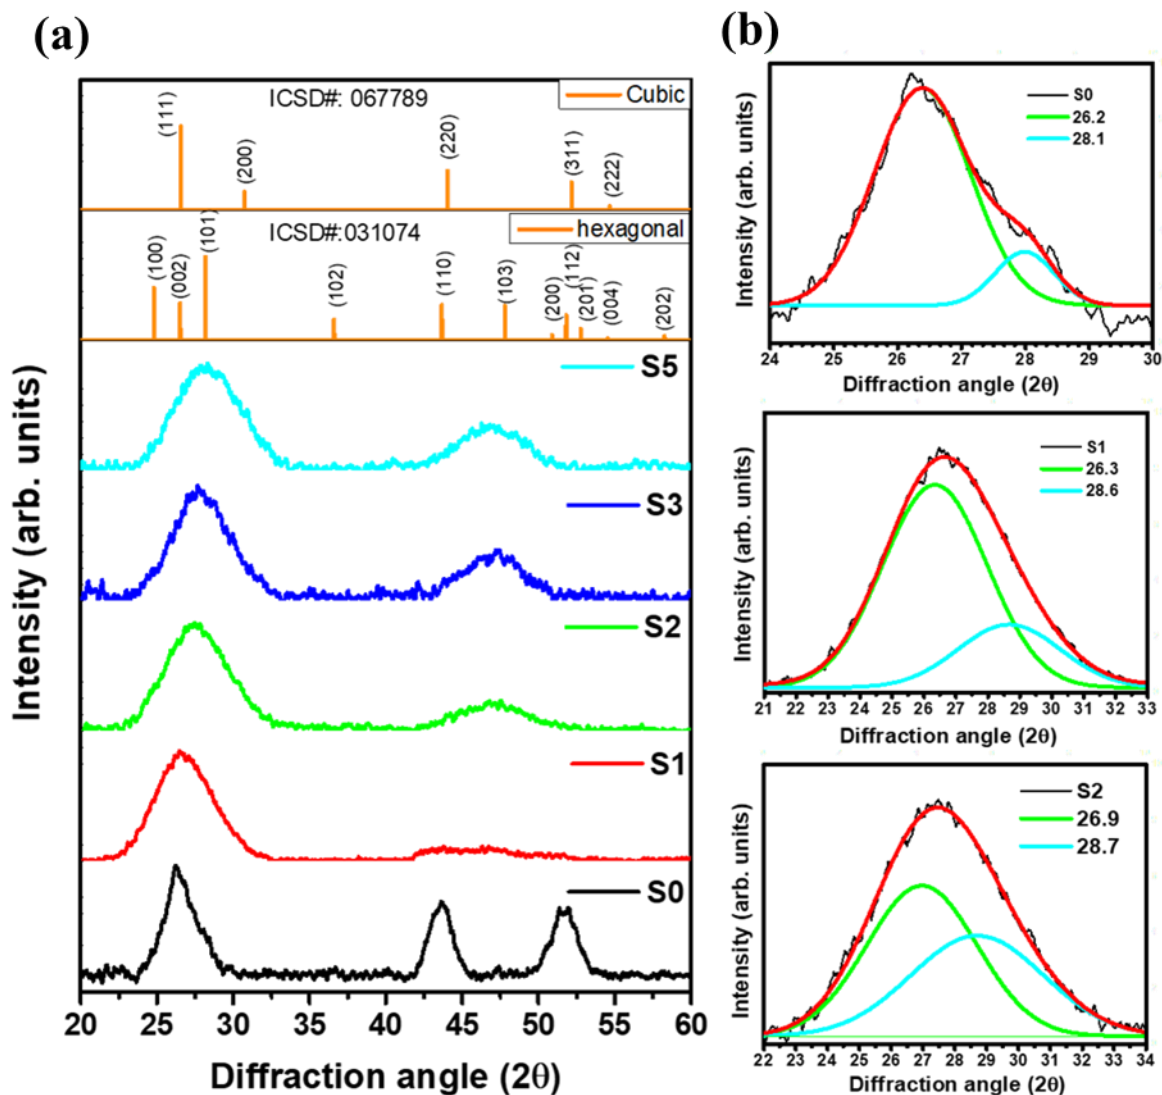 (a)
ICSD#: 067789
Cubic
(111)
(200)
(220)
(311)
(222)
ICSD#:031074
hexagonal
(100)
(002)
(101)
(102)
(110)
(103)
(200)
(112)
(201)
(004)
(202)
S5
S3
S2
S1
S0
Intensity (arb. units)
20 25 30 35 40 45 50 55 60
Diffraction angle (2θ)
(b)
S0
26.2
28.1
Intensity (arb. units)
24 25 26 27 28 29 30
Diffraction angle (2θ)
S1
26.3
28.6
Intensity (arb. units)
21 22 23 24 25 26 27 28 29 30 31 32 33
Diffraction angle (2θ)
S2
26.9
28.7
Intensity (arb. units)
22 23 24 25 26 27 28 29 30 31 32 33 34
Diffraction angle (2θ)